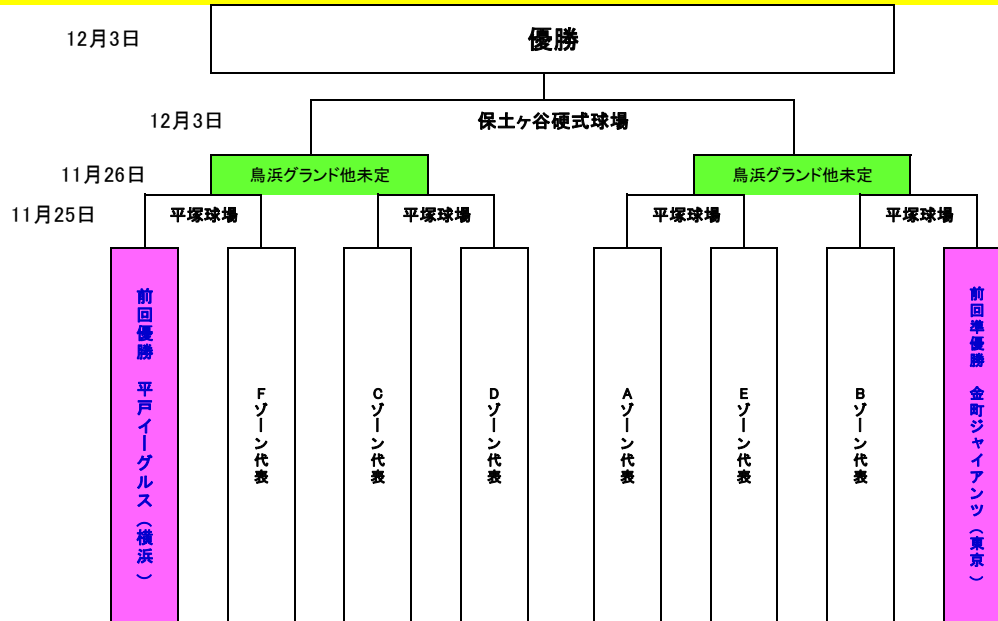 12月3日
優勝
12月3日
保土ヶ谷硬式球場
11月26日
鳥浜グランド他未定
鳥浜グランド他未定
11月25日
平塚球場
平塚球場
平塚球場
平塚球場
前回優勝 平戸イーグルス（横浜）
Fゾーン代表
Cゾーン代表
Dゾーン代表
Aゾーン代表
Eゾーン代表
Bゾーン代表
前回準優勝 金町ジャイアンツ（東京）